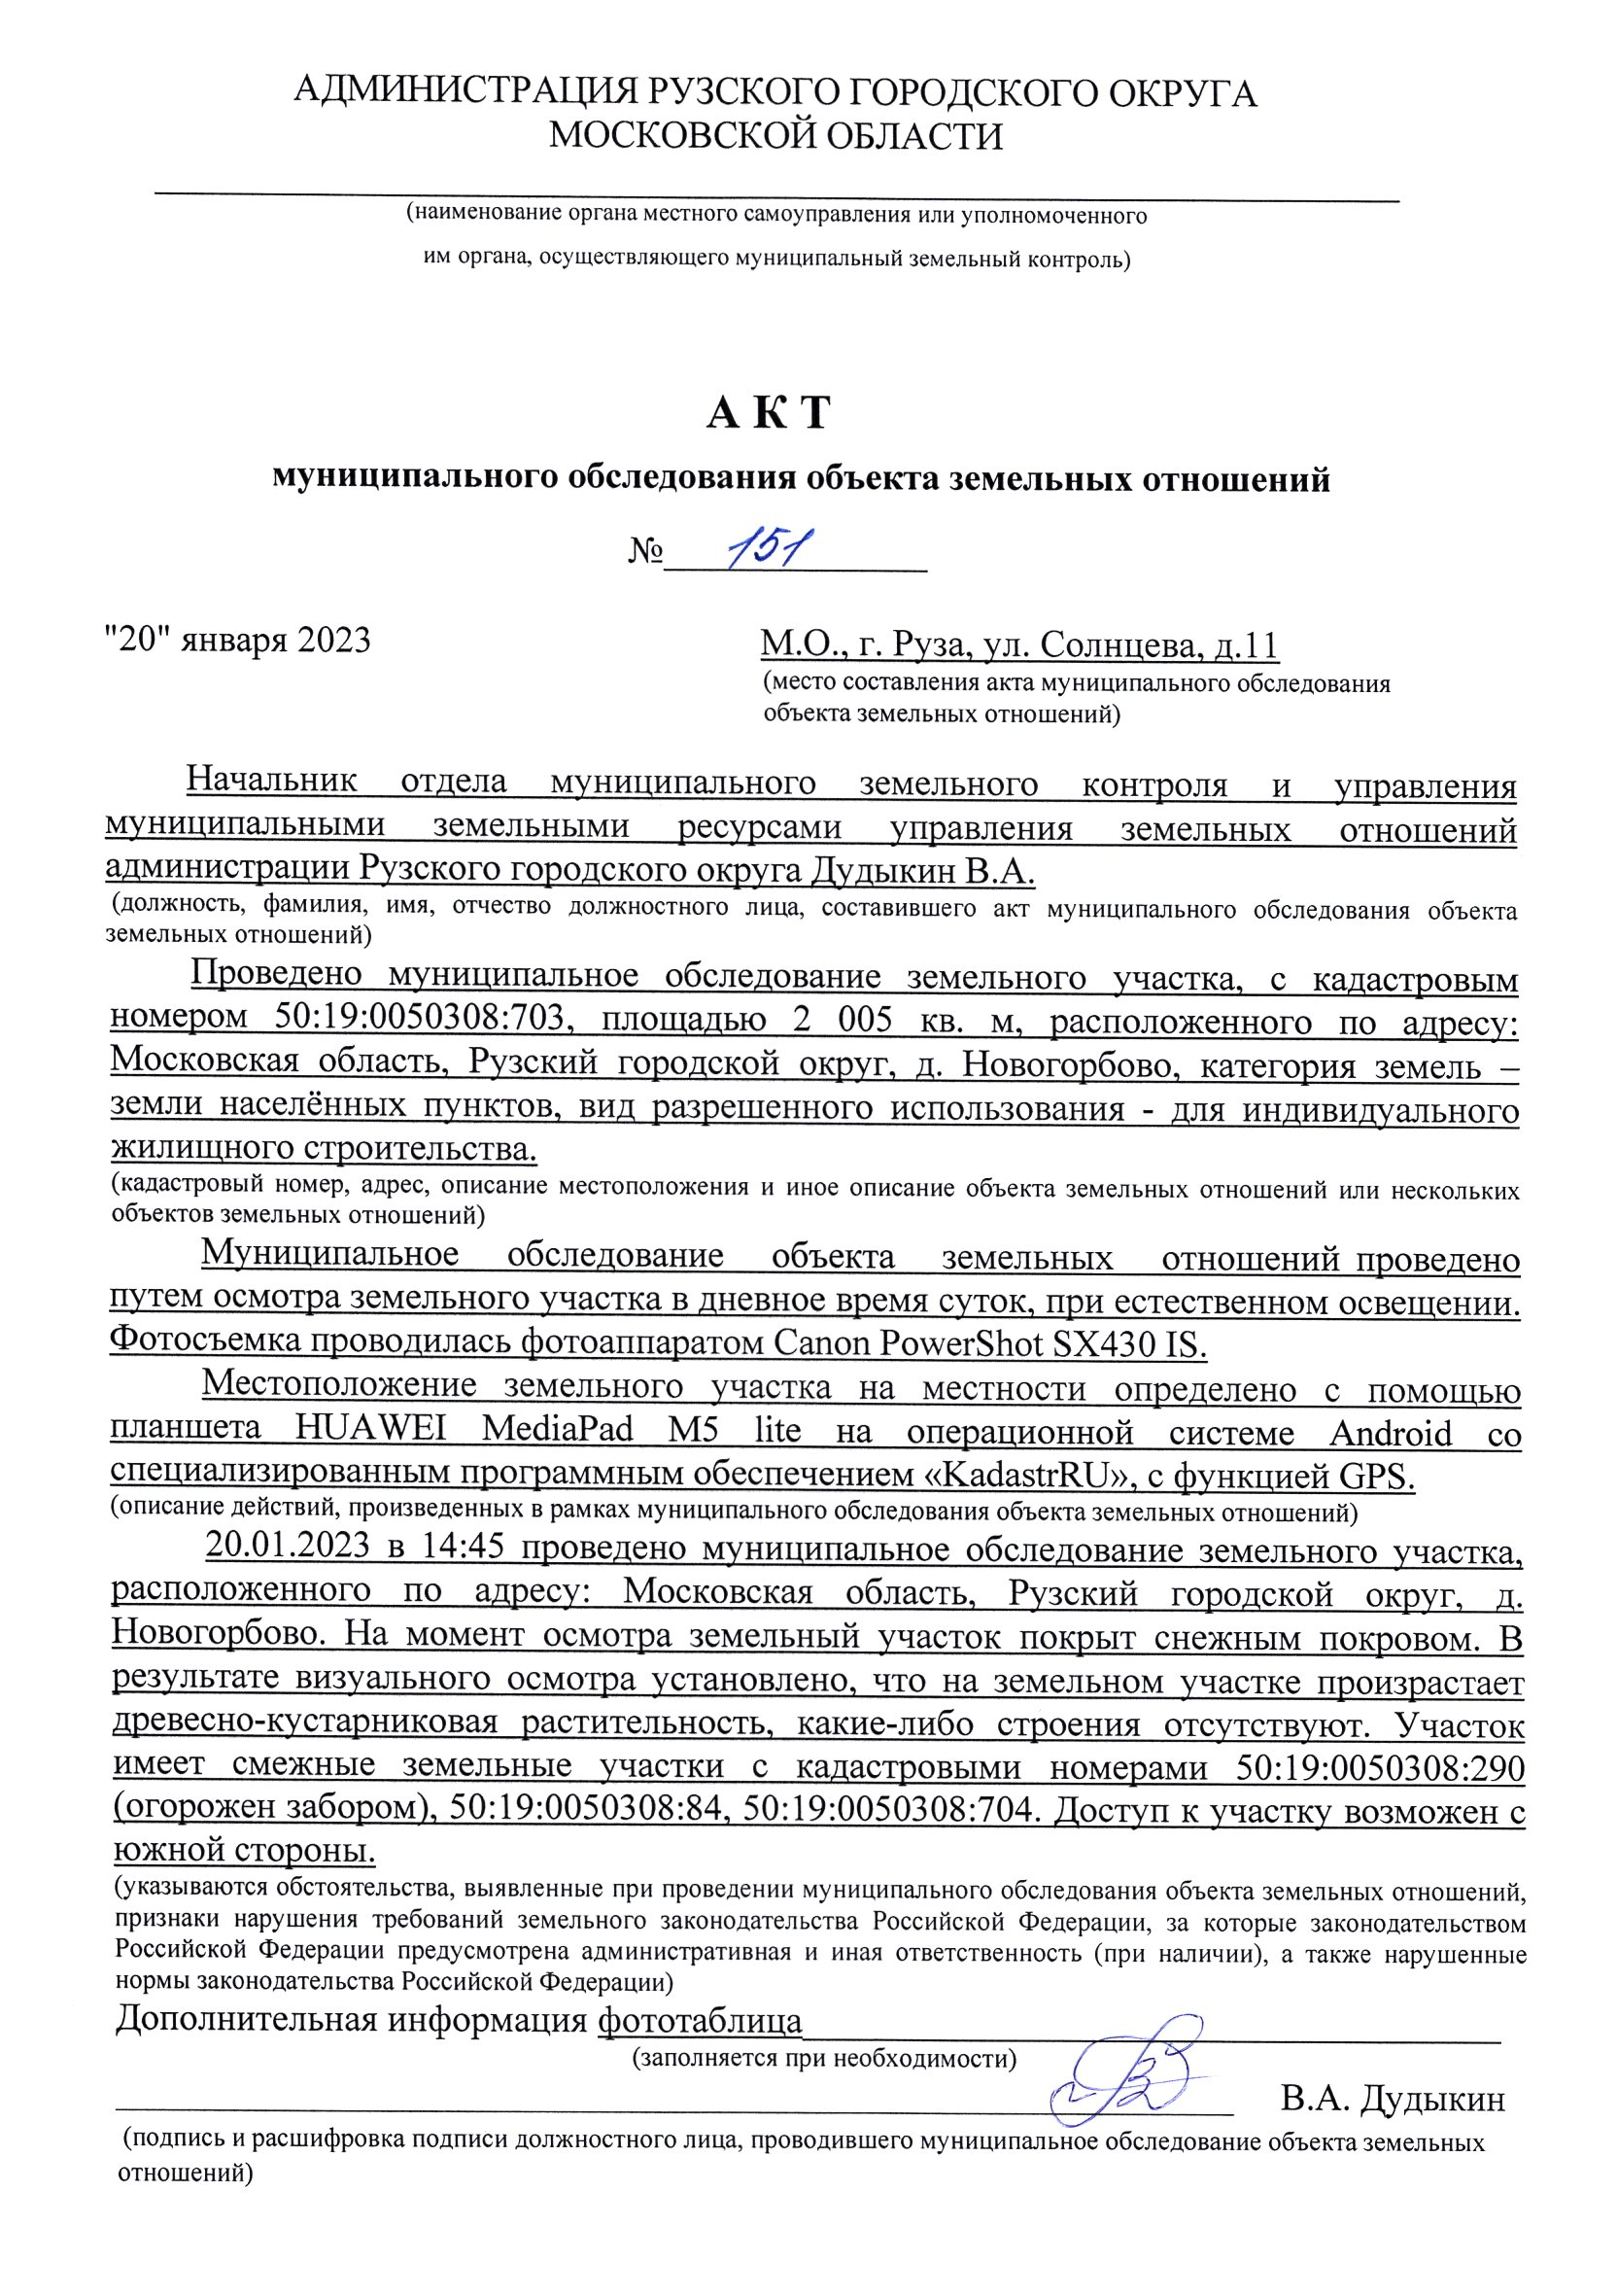 АДМИНИСТРАЦИЯ РУЗСКОГО ГОРОДСКОГО ОКРУГА
МОСКОВСКОЙ ОБЛАСТИ
(наименование органа местного самоуправления или уполномоченного
им органа, осуществляющего муниципальный земельный контроль)
А К Т
муниципального обследования объекта земельных отношений
№ 151
"20" января 2023
М.О., г. Руза, ул. Солнцева, д.11
(место составления акта муниципального обследования
объекта земельных отношений)
Начальник отдела муниципального земельного контроля и управления
муниципальными земельными ресурсами управления земельных отношений
администрации Рузского городского округа Дудыкин В.А.
(должность, фамилия, имя, отчество должностного лица, составившего акт муниципального обследования объекта
земельных отношений)
Проведено муниципальное обследование земельного участка, с кадастровым
номером 50:19:0050308:703, площадью 2 005 кв. м, расположенного по адресу:
Московская область, Рузский городской округ, д. Новогорбово, категория земель –
земли населённых пунктов, вид разрешенного использования - для индивидуального
жилищного строительства.
(кадастровый номер, адрес, описание местоположения и иное описание объекта земельных отношений или нескольких
объектов земельных отношений)
Муниципальное обследование объекта земельных отношений проведено
путем осмотра земельного участка в дневное время суток, при естественном освещении.
Фотосъемка проводилась фотоаппаратом Canon PowerShot SX430 IS.
Местоположение земельного участка на местности определено с помощью
планшета HUAWEI MediaPad M5 lite на операционной системе Android со
специализированным программным обеспечением «KadastrRU», с функцией GPS.
(описание действий, произведенных в рамках муниципального обследования объекта земельных отношений)
20.01.2023 в 14:45 проведено муниципальное обследование земельного участка,
расположенного по адресу: Московская область, Рузский городской округ, д.
Новогорбово. На момент осмотра земельный участок покрыт снежным покровом. В
результате визуального осмотра установлено, что на земельном участке произрастает
древесно-кустарниковая растительность, какие-либо строения отсутствуют. Участок
имеет смежные земельные участки с кадастровыми номерами 50:19:0050308:290
(огорожен забором), 50:19:0050308:84, 50:19:0050308:704. Доступ к участку возможен с
южной стороны.
(указываются обстоятельства, выявленные при проведении муниципального обследования объекта земельных отношений,
признаки нарушения требований земельного законодательства Российской Федерации, за которые законодательством
Российской Федерации предусмотрена административная и иная ответственность (при наличии), а также нарушенные
нормы законодательства Российской Федерации)
Дополнительная информация фототаблица
(заполняется при необходимости)
В.А. Дудыкин
(подпись и расшифровка подписи должностного лица, проводившего муниципальное обследование объекта земельных
отношений)